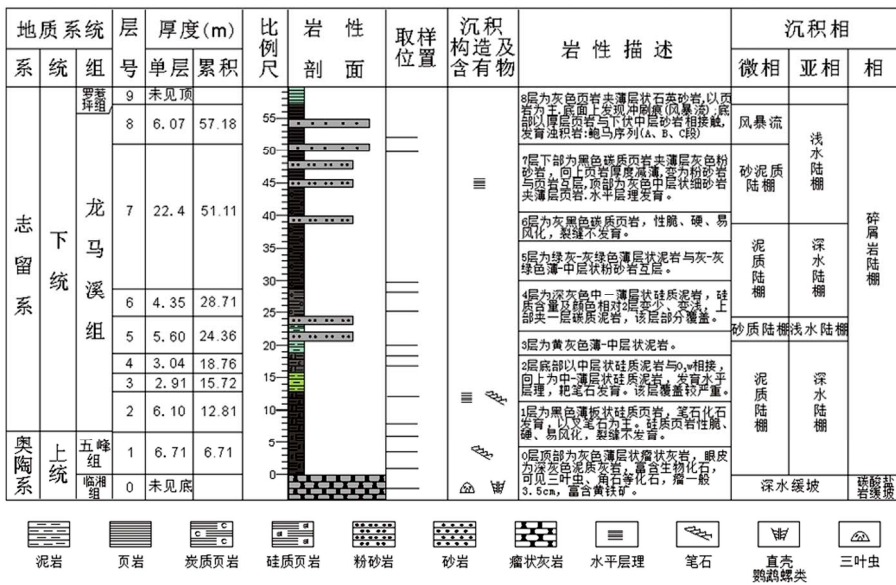 地质系统 层号 厚度(m) 比例尺 岩性剖面 取样位置 沉积构造及含有物 岩性描述 沉积相
系 统 组 单层 累积 微相 亚相 相
志留系
下统
罗惹坪组
龙马溪组
奥陶系
上统
五峰组
临湘组
9 未见顶
8 6.07 57.18
7 22.4 51.11
6 4.35 28.71
5 5.60 24.36
4 3.04 18.76
3 2.91 15.72
2 6.10 12.81
1 6.71 6.71
0 未见底
55
50
45
40
35
30
25
20
15
10
5
0
8层为灰色页岩夹薄层状石英砂岩,以页
岩为主,底面上发现冲刷痕(风暴流);底
部以厚层页岩与下伏中层砂岩相接触,
发育浊积岩:鲍马序列(A、B、C段)
7层下部为黑色碳质页岩夹薄层灰色粉
砂岩，向上页岩厚度减薄,变为粉砂岩
与页岩互层,顶部为灰色中层状细砂岩
夹薄层页岩.水平层理发育。
6层为灰黑色碳质页岩，性脆、硬、易
风化，裂缝不发育。
5层为绿灰-灰绿色薄层状泥岩与灰-灰
绿色薄-中层状粉砂岩互层。
4层为深灰色中－薄层状硅质泥岩，硅
质含量及颜色相对2层变少、变浅，上
部夹一层碳质泥岩，该层部分覆盖。
3层为黄灰色薄-中层状泥岩。
2层底部以中层状硅质泥岩与O₃w相接，
向上为中-薄层状硅质泥岩，发育水平
层理，耙笔石发育。该层覆盖较严重。
1层为黑色薄板状硅质页岩，笔石化石
发育，以叉笔石为主。硅质页岩性脆、
硬、易风化，裂缝不发育。
0层顶部为灰色薄层状瘤状灰岩，眼皮
为深灰色泥质灰岩，富含生物化石，
可见三叶虫、角石等化石，瘤一般
3.5cm，富含黄铁矿。
风暴流
砂泥质陆棚
浅水陆棚
泥质陆棚
深水陆棚
砂质陆棚 浅水陆棚
泥质陆棚
深水陆棚
碎屑岩陆棚
深水缓坡
碳酸盐岩缓坡
泥岩 页岩 炭质页岩 硅质页岩 粉砂岩 砂岩 瘤状灰岩 水平层理 笔石 直壳鹦鹉螺类 三叶虫